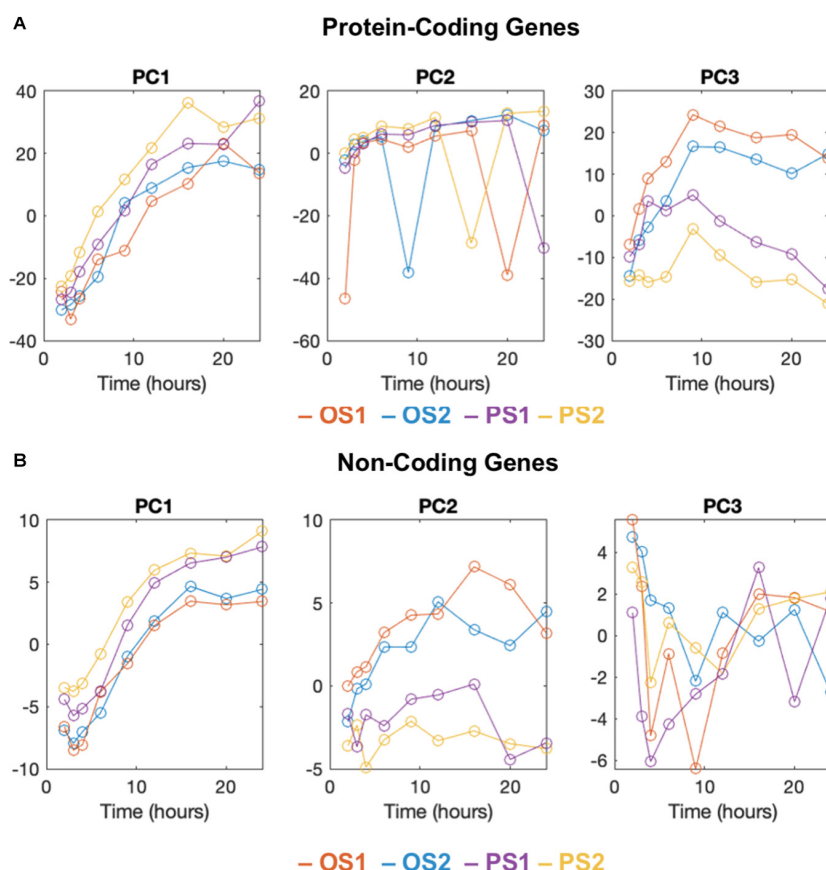 A
Protein-Coding Genes
PC1 PC2 PC3
40 20 30
20 0 20
0 -20 10
-20 -40 0
-40 -60 -10
-20
-30
0 10 20 0 10 20 0 10 20
Time (hours) Time (hours) Time (hours)
– OS1 – OS2 – PS1 – PS2
B
Non-Coding Genes
PC1 PC2 PC3
10 10 4
5 5 2
0 0 0
-5 -5 -2
-10 -4
-6
0 10 20 0 10 20 0 10 20
Time (hours) Time (hours) Time (hours)
– OS1 – OS2 – PS1 – PS2